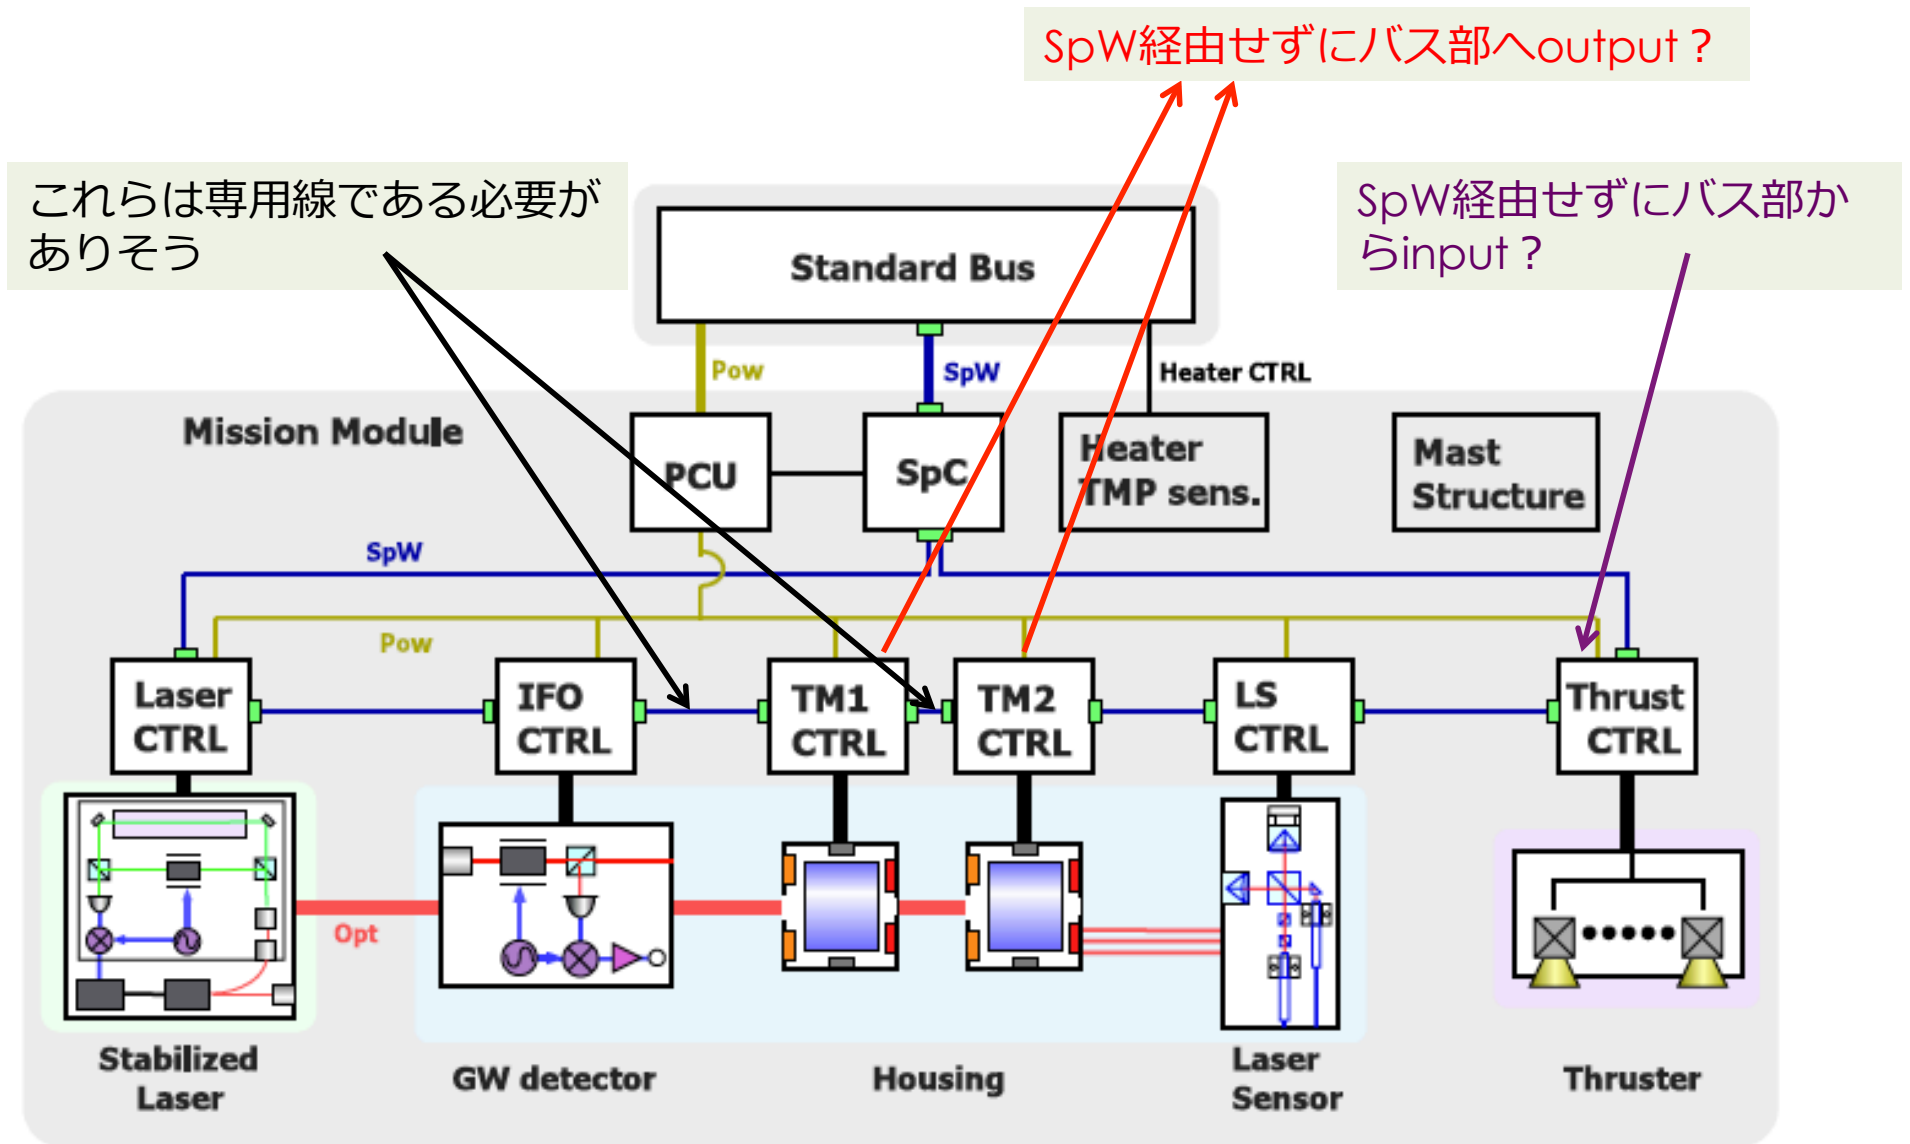 SpW経由せずにバス部へoutput？
これらは専用線である必要が
ありそう
SpW経由せずにバス部か
らinput？
Standard Bus
Pow
SpW
Heater CTRL
Mission Module
PCU
SpC
Heater
TMP sens.
Mast
Structure
SpW
Pow
Laser
CTRL
IFO
CTRL
TM1
CTRL
TM2
CTRL
LS
CTRL
Thrust
CTRL
Opt
Stabilized
Laser
GW detector
Housing
Laser
Sensor
Thruster